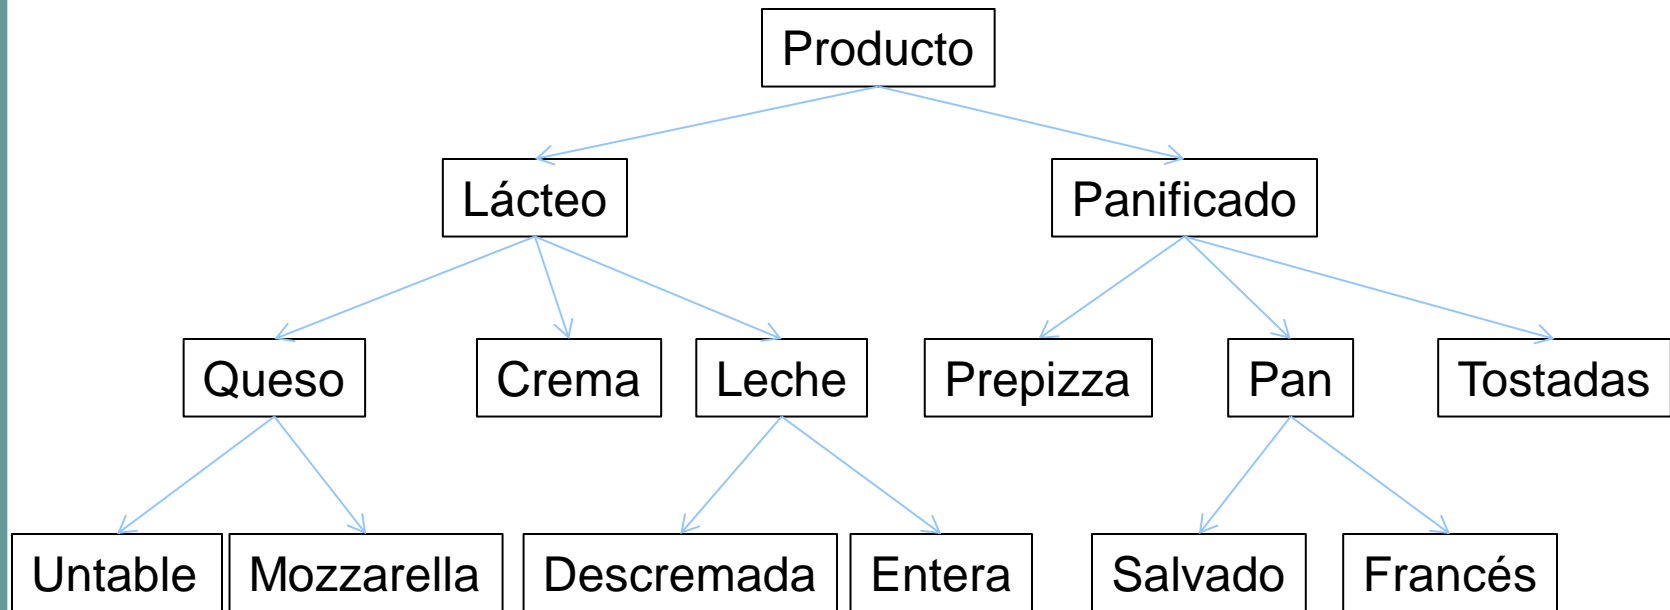 Producto
Lácteo
Panificado
Queso
Crema
Leche
Prepizza
Pan
Tostadas
Untable
Mozzarella
Descremada
Entera
Salvado
Francés